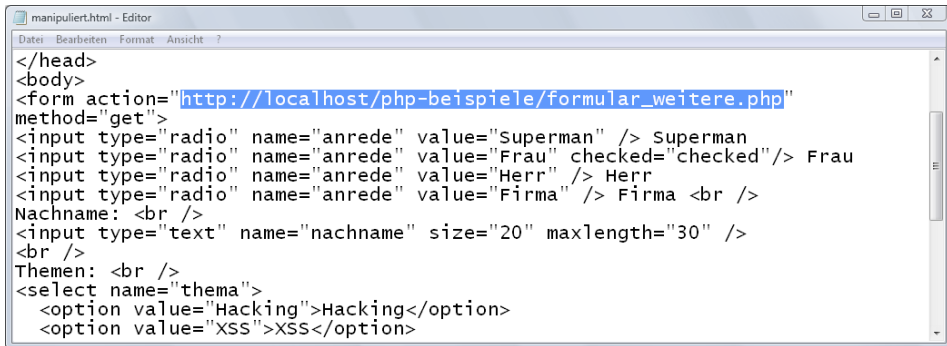 manipuliert.html - Editor
Datei Bearbeiten Format Ansicht ?
</head>
<body>
<form action="http://localhost/php-beispiele/formular_weitere.php"
method="get">
<input type="radio" name="anrede" value="Superman" /> Superman
<input type="radio" name="anrede" value="Frau" checked="checked"/> Frau
<input type="radio" name="anrede" value="Herr" /> Herr
<input type="radio" name="anrede" value="Firma" /> Firma <br />
Nachname: <br />
<input type="text" name="nachname" size="20" maxlength="30" />
<br />
Themen: <br />
<select name="thema">
  <option value="Hacking">Hacking</option>
  <option value="XSS">XSS</option>